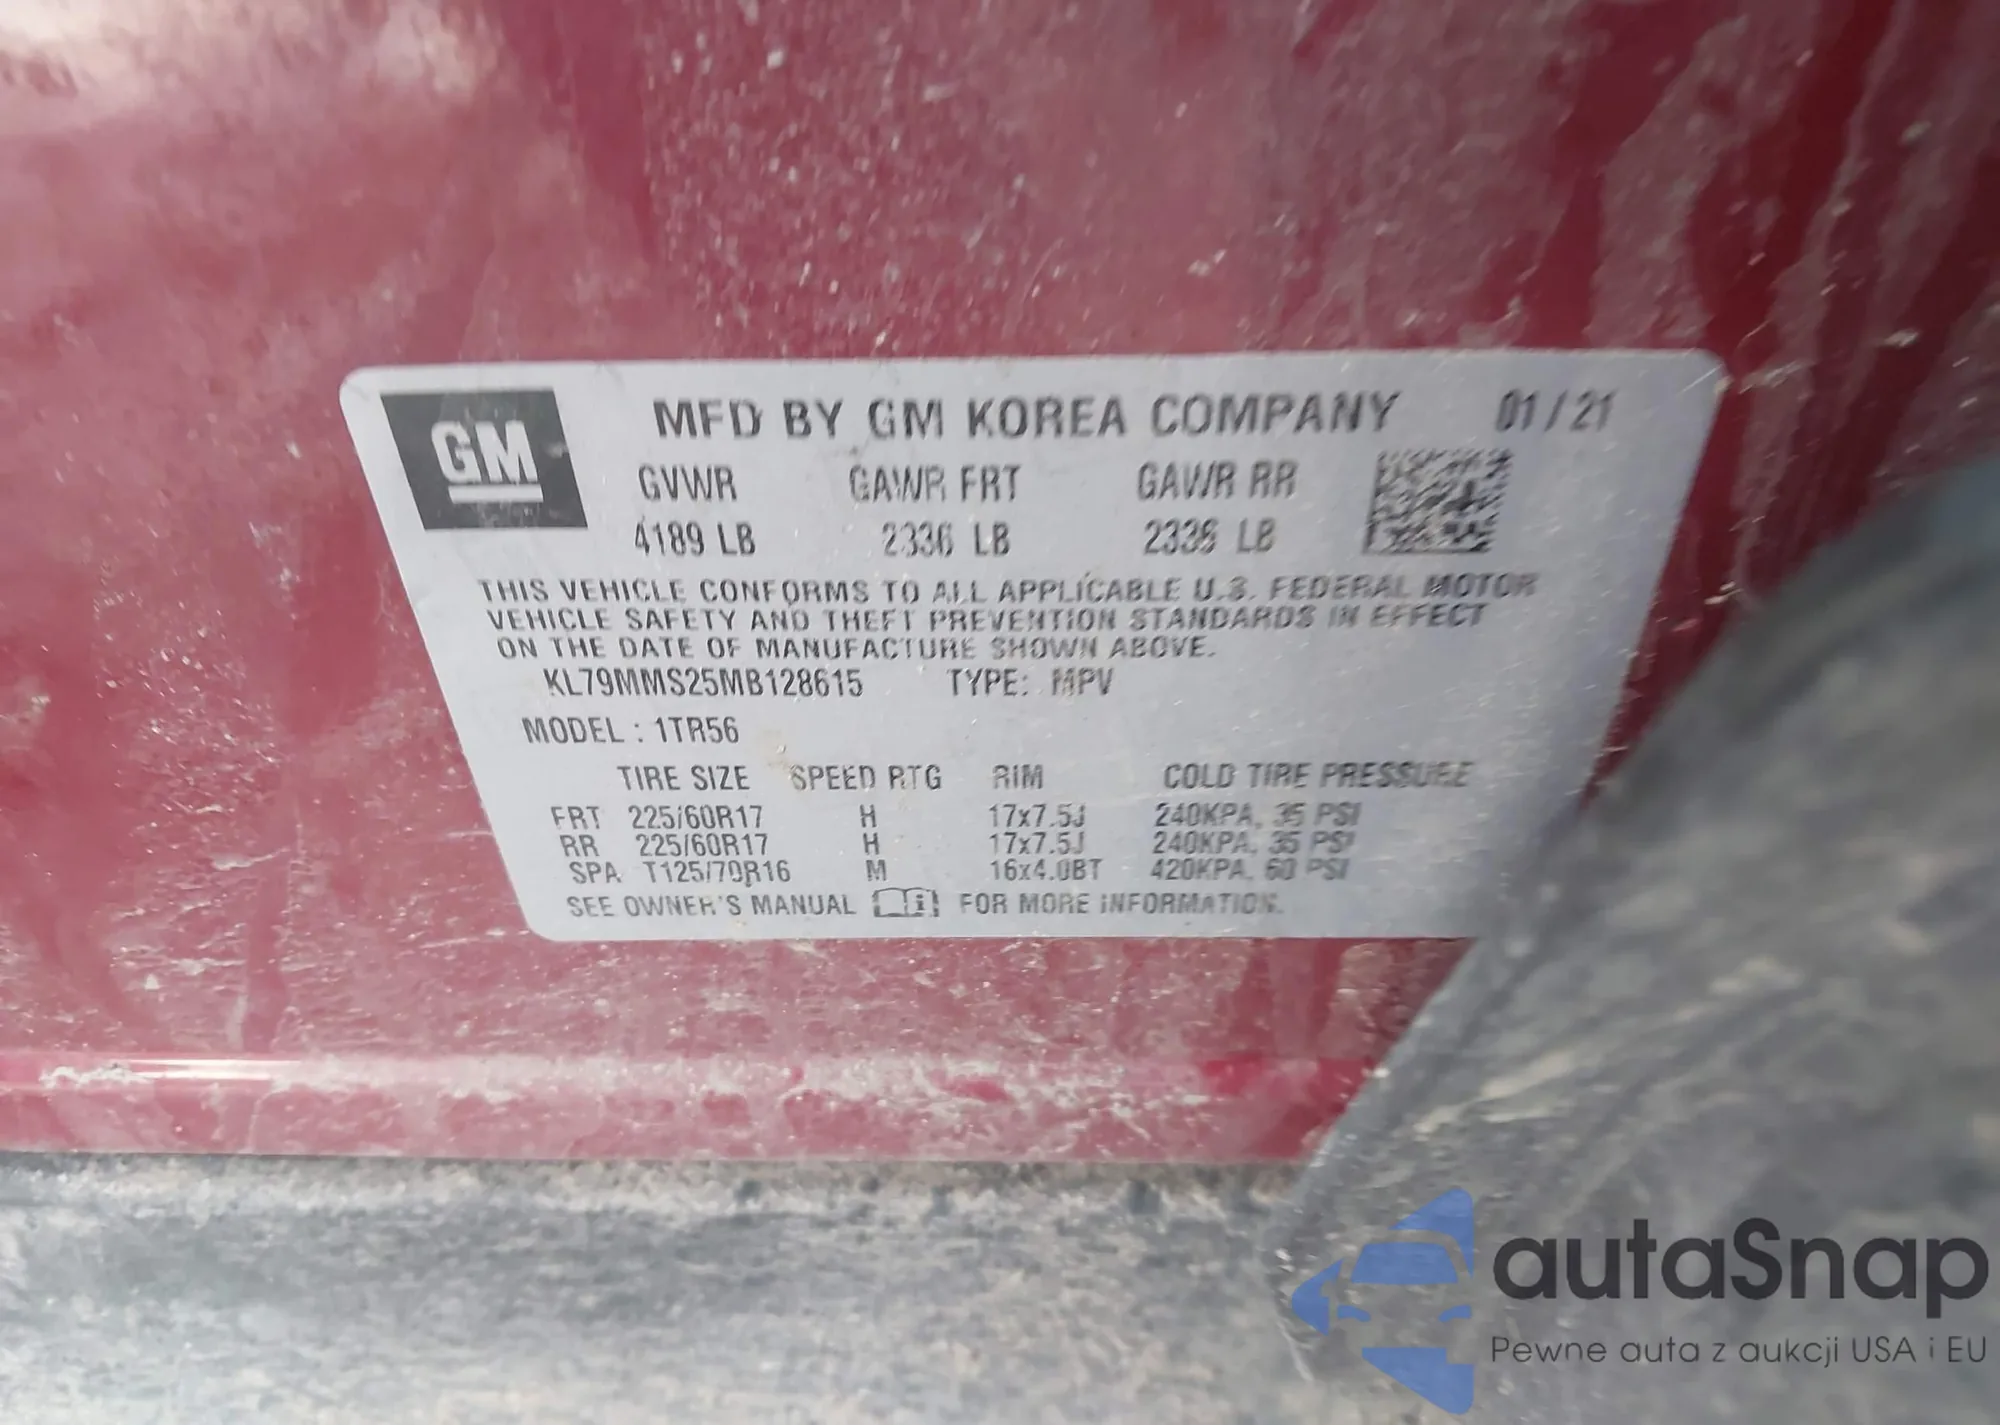 GM
MFD BY GM KOREA COMPANY 01/21
GVWR GAWR FRT GAWR RR
4189 LB 2336 LB 2336 LB
THIS VEHICLE CONFORMS TO ALL APPLICABLE U.S. FEDERAL MOTOR
VEHICLE SAFETY AND THEFT PREVENTION STANDARDS IN EFFECT
ON THE DATE OF MANUFACTURE SHOWN ABOVE.
KL79MMS25MB128615 TYPE: MPV
MODEL : 1TR56
TIRE SIZE SPEED RTG RIM COLD TIRE PRESSURE
FRT 225/60R17 H 17x7.5J 240KPA, 35 PSI
RR 225/60R17 H 17x7.5J 240KPA, 35 PSI
SPA T125/70R16 M 16x4.0BT 420KPA, 60 PSI
SEE OWNER'S MANUAL i FOR MORE INFORMATION.
autaSnap
Pewne auta z aukcji USA i EU